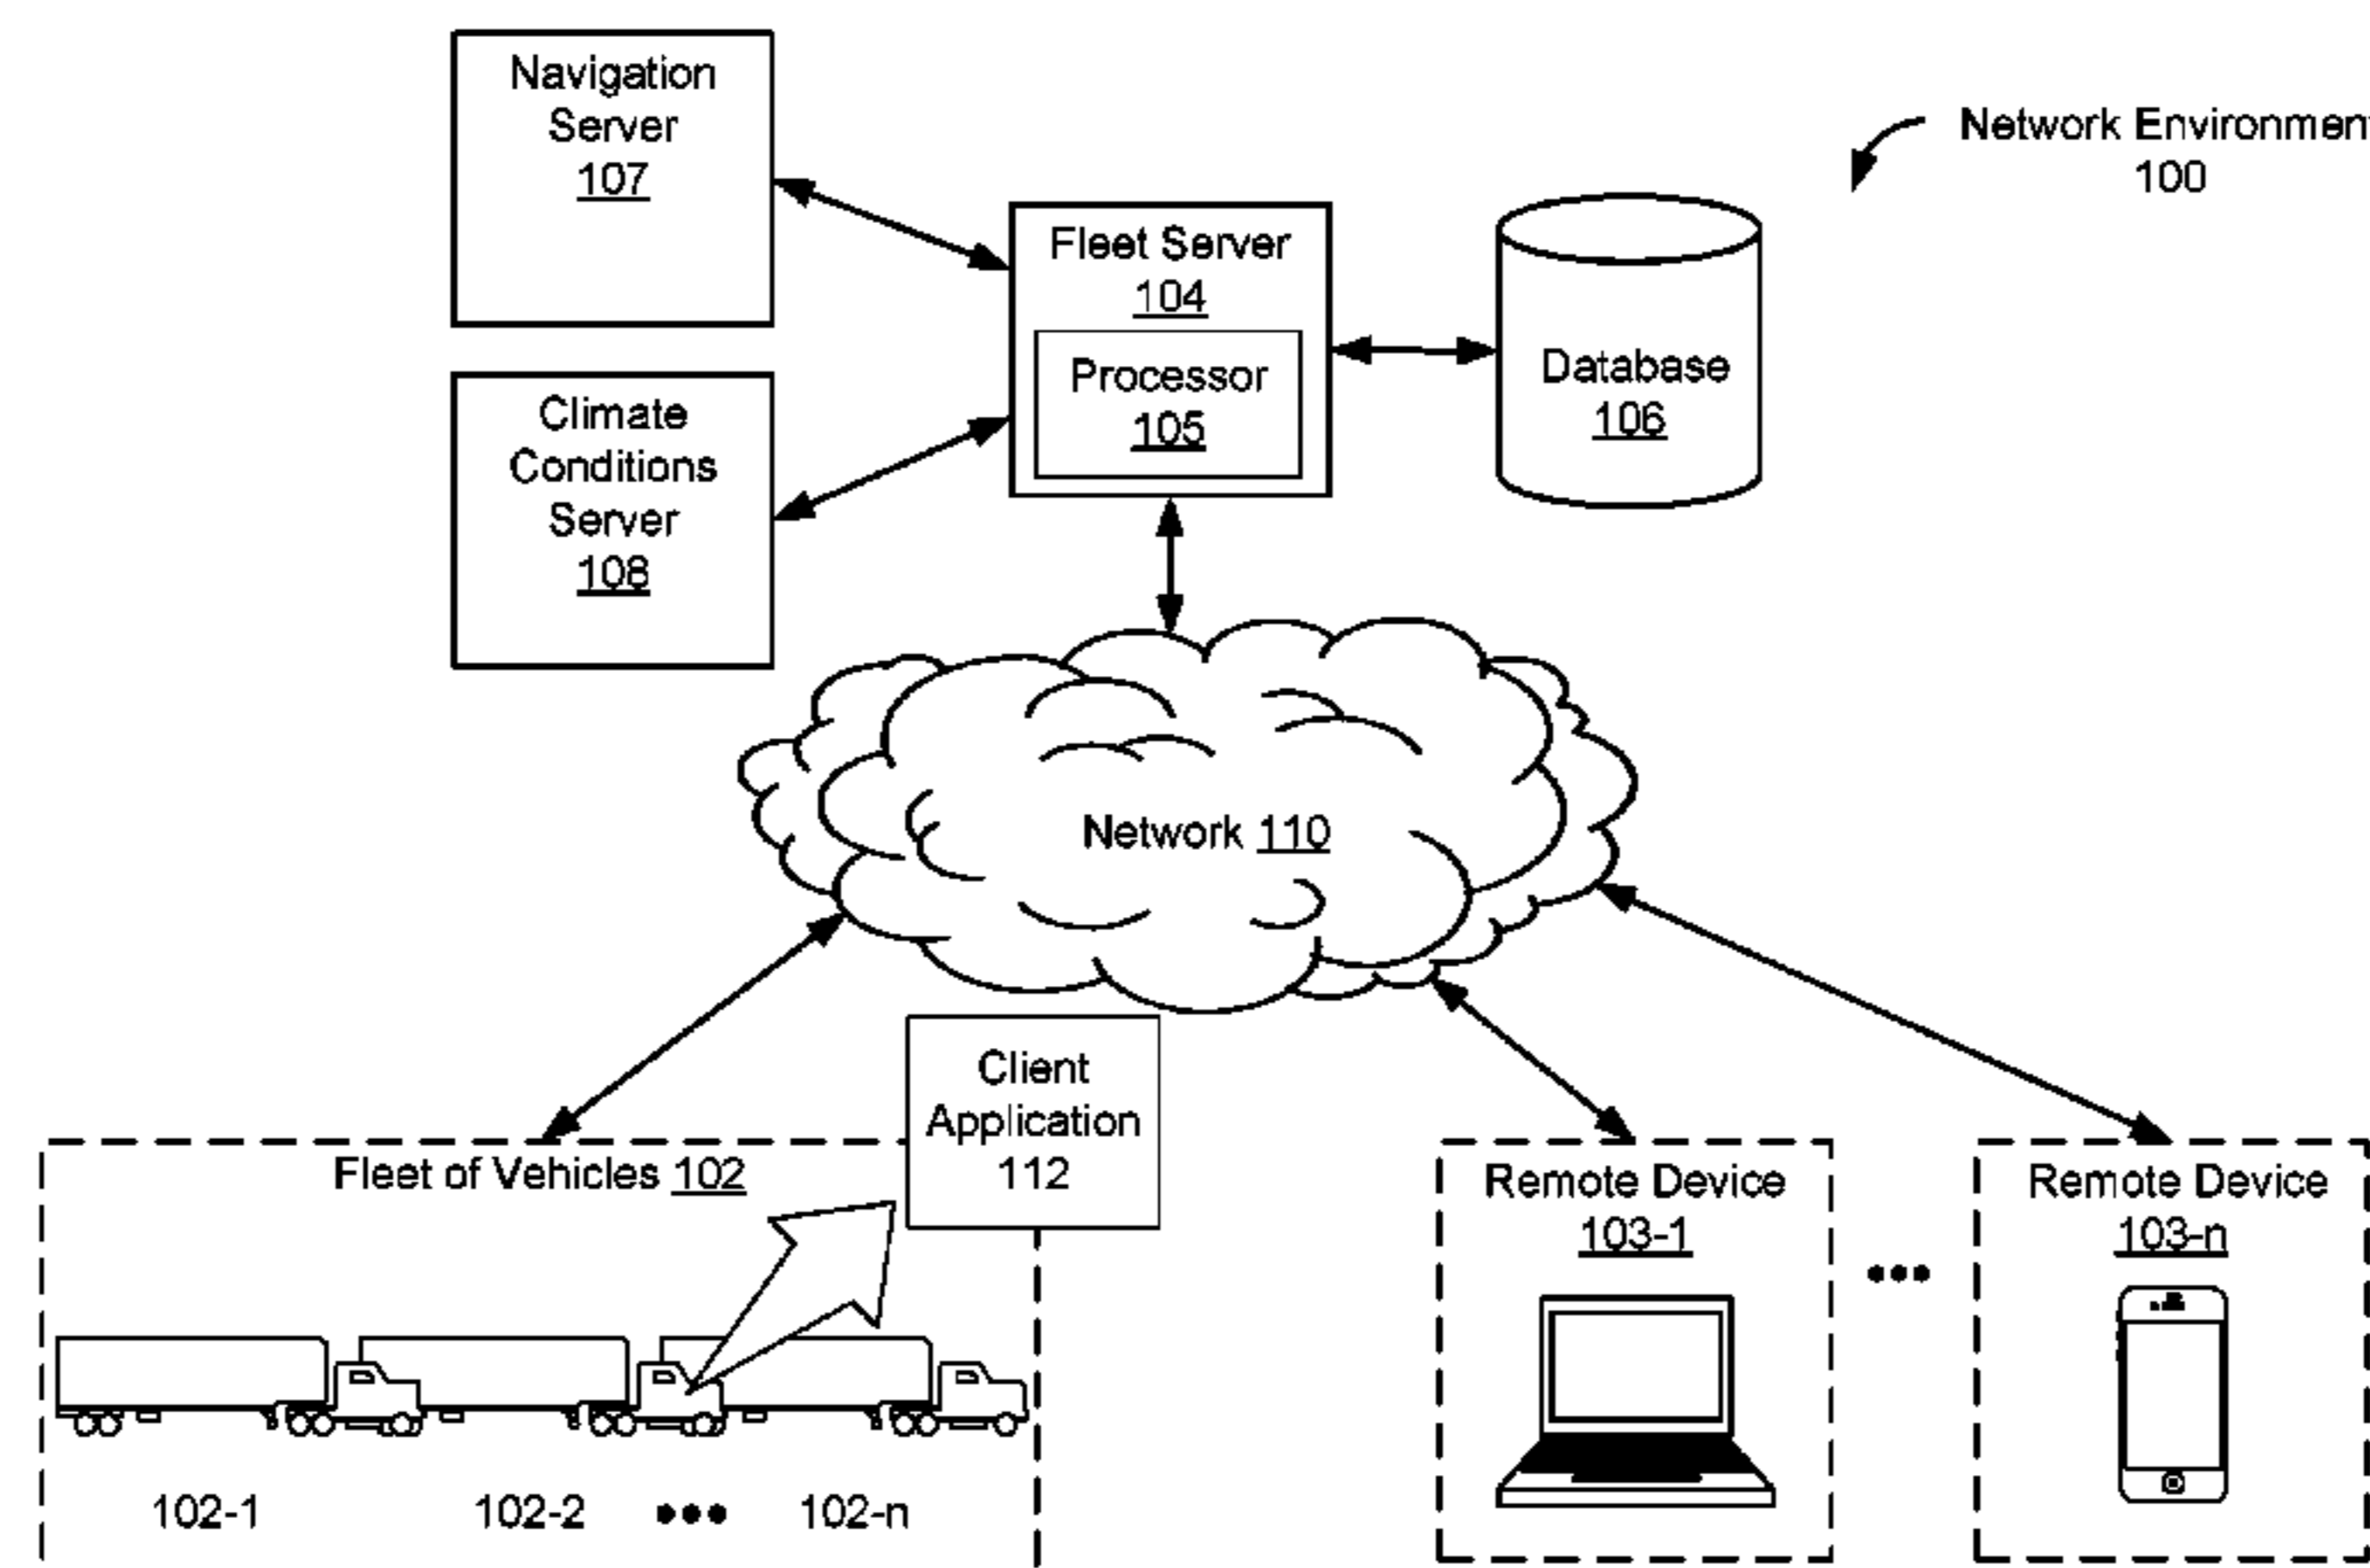 Navigation
Server
107
Network Environment
100
Fleet Server
104
Processor
105
Database
106
Climate
Conditions
Server
108
Network 110
Client
Application
112
Fleet of Vehicles 102
102-1
102-2
102-n
Remote Device
103-1
Remote Device
103-n